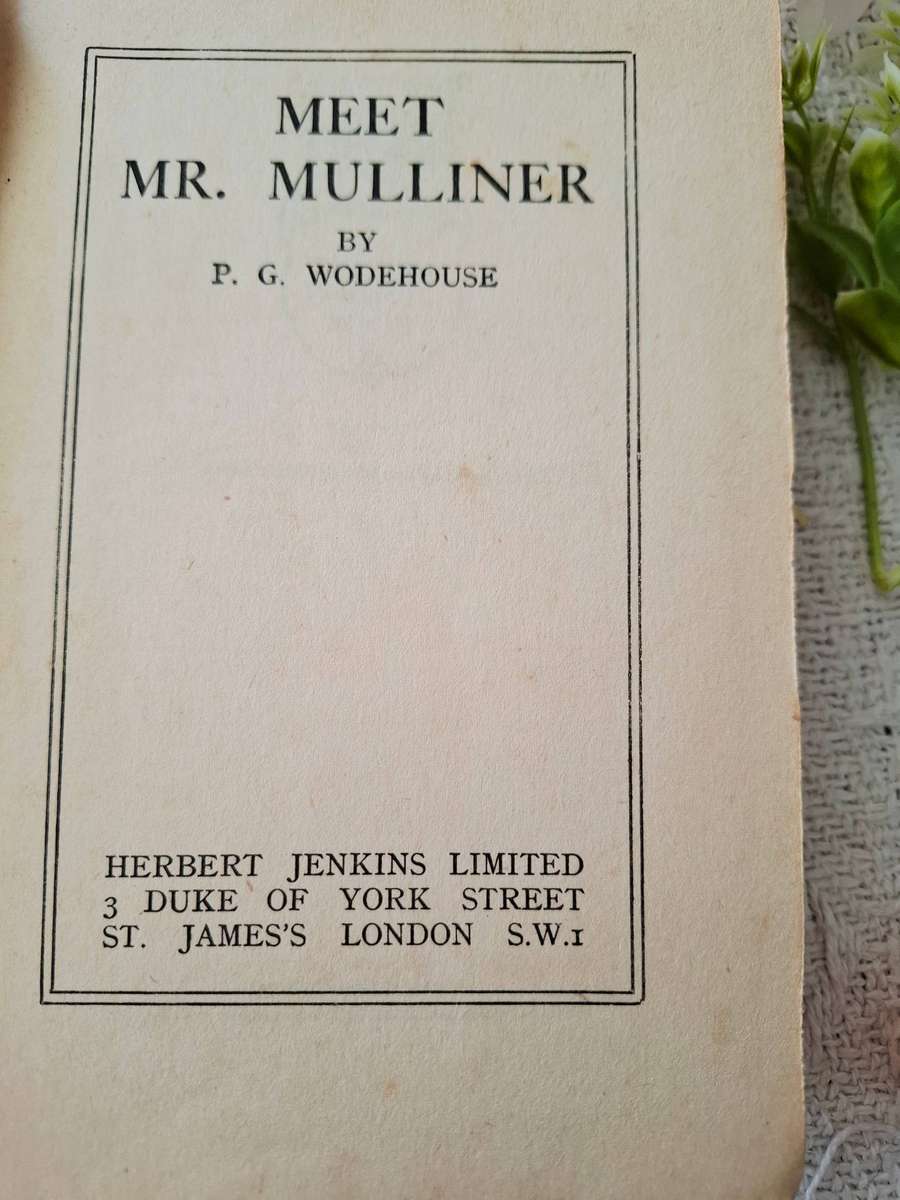 MEET
MR. MULLINER
BY
P. G. WODEHOUSE
HERBERT JENKINS LIMITED
3 DUKE OF YORK STREET
ST. JAMES'S LONDON S.W.1